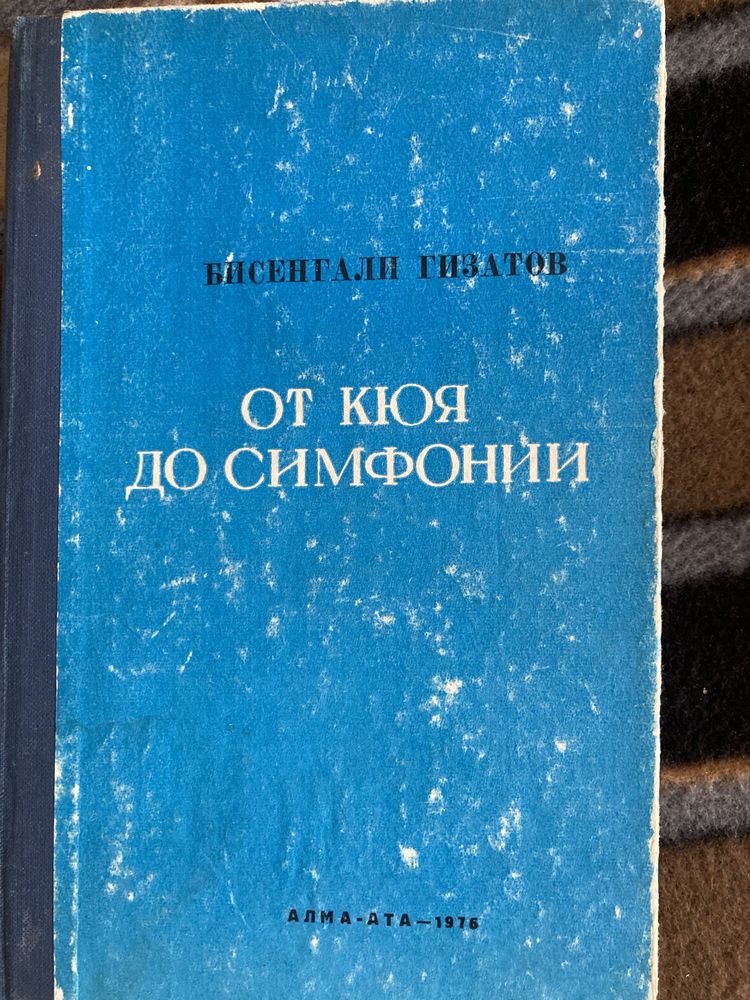 БИСЕНГАЛИ ГИЗАТОВ
ОТ КЮЯ
ДО СИМФОНИИ
АЛМА-АТА—1976